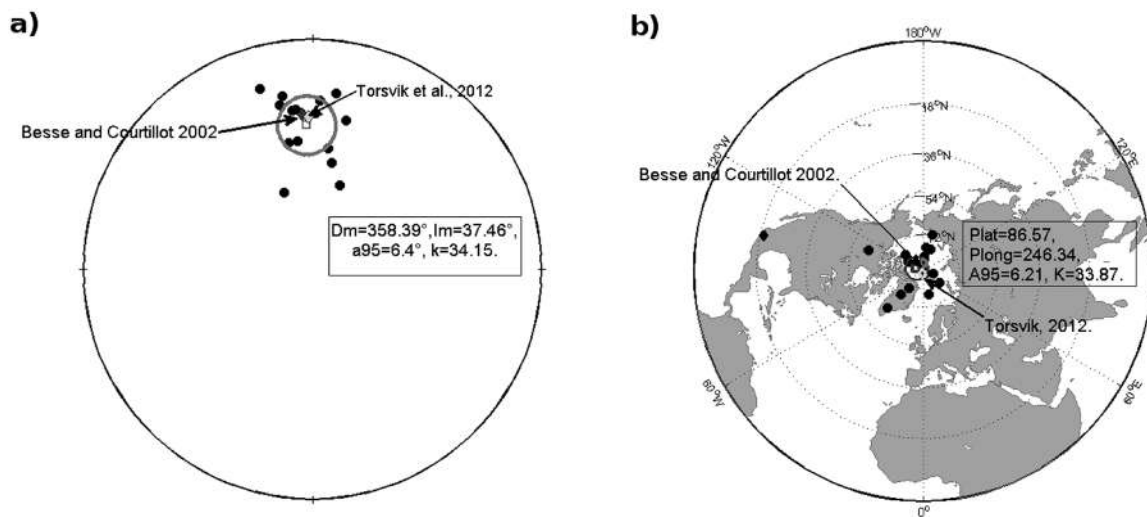 a)
Torsvik et al., 2012
Besse and Courtillot 2002
Dm=358.39°,Im=37.46°,
a95=6.4°, k=34.15.
b)
180°W
18°N
36°N
54°N
120°W
120°E
Besse and Courtillot 2002.
Plat=86.57,
Plong=246.34,
A95=6.21, K=33.87.
Torsvik, 2012.
60°W
60°E
0°